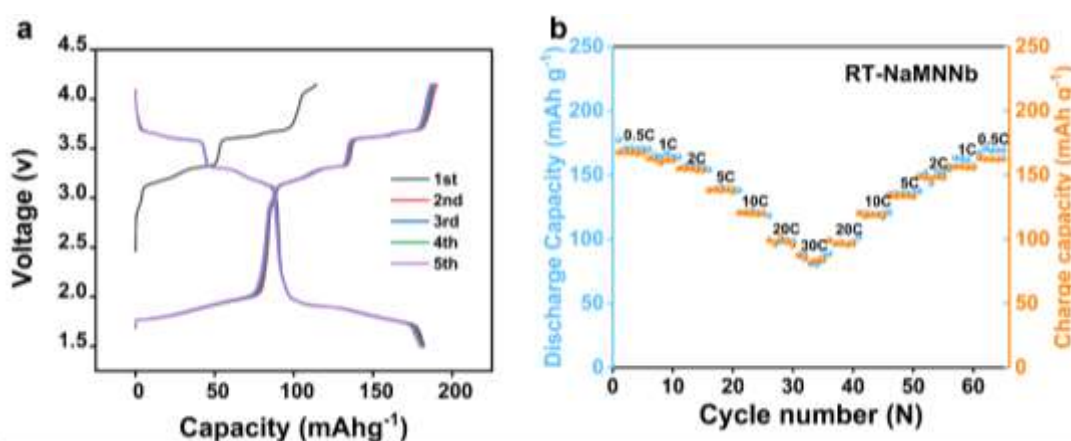 a
4.5
4.0
3.5
3.0
2.5
2.0
1.5
Voltage (v)
1st
2nd
3rd
4th
5th
0
50
100
150
200
Capacity (mAhg-1)
b
250
200
150
100
50
0
Discharge Capacity (mAh g-1)
RT-NaMNNb
0.5C
1C
2C
5C
10C
20C
30C
20C
10C
5C
2C
1C
0.5C
250
200
150
100
50
0
Charge capacity (mAh g-1)
0
10
20
30
40
50
60
Cycle number (N)